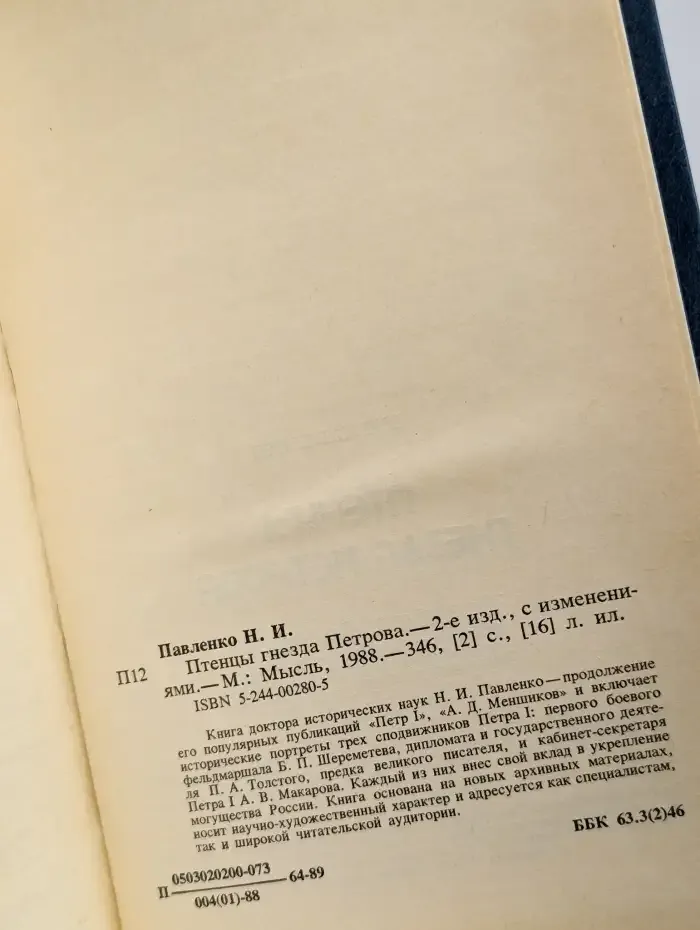 Павленко Н. И.
П12 Птенцы гнезда Петрова.—2-е изд., с изменени-
ями.—М.: Мысль, 1988.—346, [2] с., [16] л. ил.
ISBN 5-244-00280-5
Книга доктора исторических наук Н. И. Павленко—продолжение
его популярных публикаций «Петр I», «А. Д. Меншиков» и включает
исторические портреты трех сподвижников Петра I: первого боевого
фельдмаршала Б. П. Шереметева, дипломата и государственного деяте-
ля П. А. Толстого, предка великого писателя, и кабинет-секретаря
Петра I А. В. Макарова. Каждый из них внес свой вклад в укрепление
могущества России. Книга основана на новых архивных материалах,
носит научно-художественный характер и адресуется как специалистам,
так и широкой читательской аудитории.
П 0503020200-073 64-89
004(01)-88
ББК 63.3(2)46